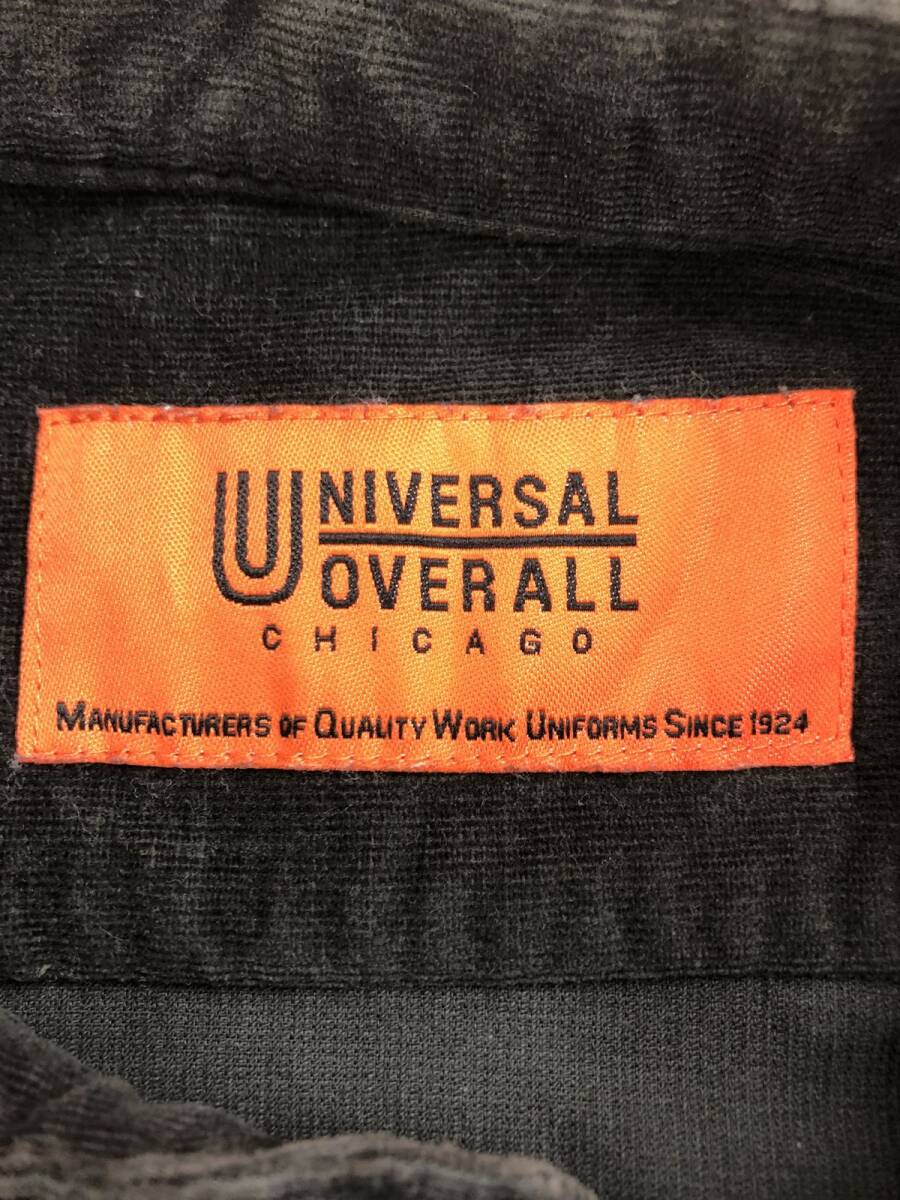 UNIVERSAL
OVERALL
CHICAGO
MANUFACTURERS OF QUALITY WORK UNIFORMS SINCE 1924